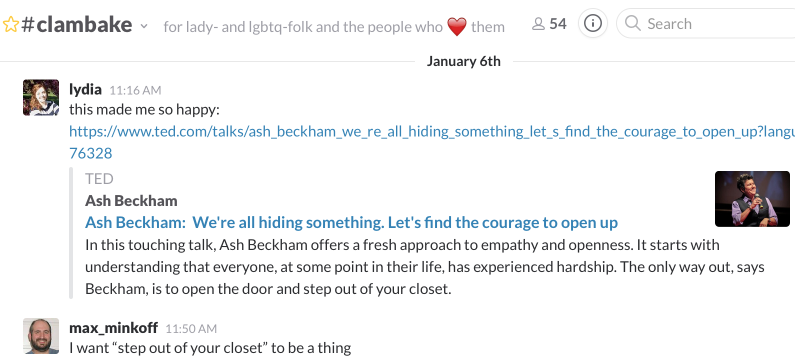 #clambake for lady- and lgbtq-folk and the people who ❤️ them 54 Search
January 6th
lydia 11:16 AM
this made me so happy:
https://www.ted.com/talks/ash_beckham_we_re_all_hiding_something_let_s_find_the_courage_to_open_up?langu
76328
TED
Ash Beckham
Ash Beckham: We're all hiding something. Let's find the courage to open up
In this touching talk, Ash Beckham offers a fresh approach to empathy and openness. It starts with
understanding that everyone, at some point in their life, has experienced hardship. The only way out, says
Beckham, is to open the door and step out of your closet.
max_minkoff 11:50 AM
I want “step out of your closet” to be a thing